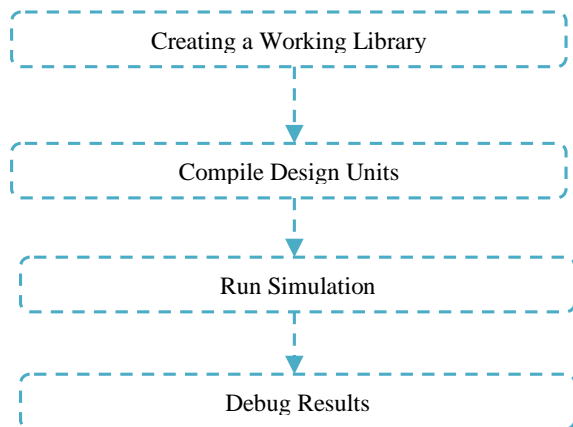 Creating a Working Library
Compile Design Units
Run Simulation
Debug Results